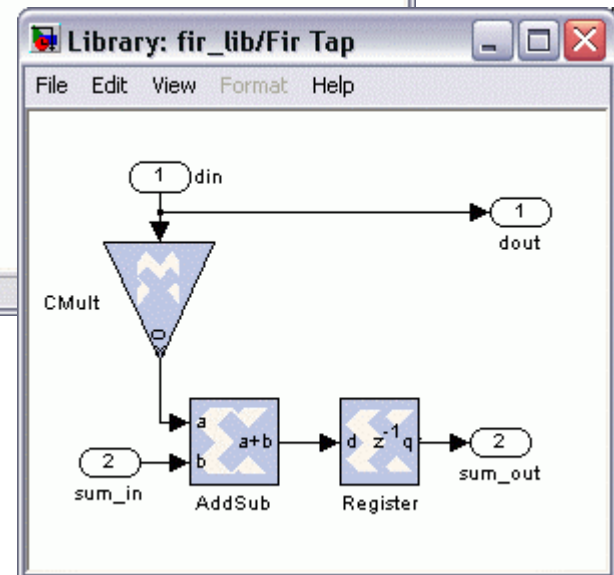 Library: fir_lib/Fir Tap
File Edit View Format Help
1 din
1
dout
CMult
0
a
a+b
b
d z-1 q
2
sum_in
2
sum_out
AddSub
Register